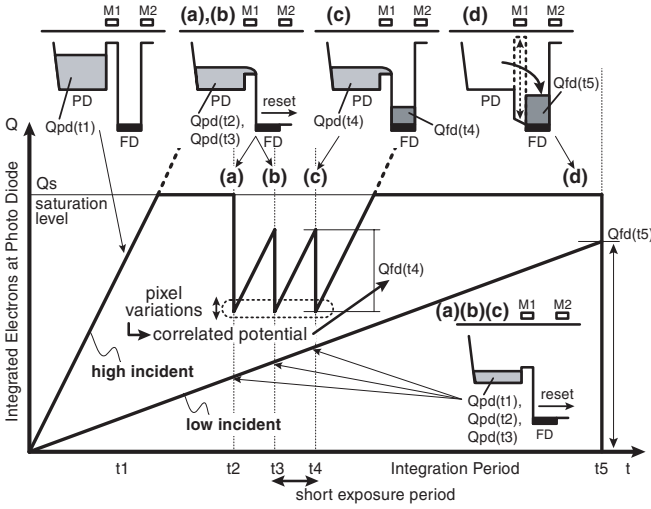 M1 M2
(a),(b) M1 M2
(c) M1 M2
(d) M1 M2
PD
Qpd(t1)
FD
PD
Qpd(t2),
Qpd(t3)
reset
FD
PD
Qpd(t4)
Qfd(t4)
FD
PD
Qfd(t5)
FD
Q
Integrated Electrons at Photo Diode
Qs
saturation
level
(a) (b) (c) (d)
Qfd(t5)
Qfd(t4)
pixel
variations
correlated potential
high incident
low incident
(a)(b)(c) M1 M2
Qpd(t1),
Qpd(t2),
Qpd(t3)
reset
FD
t1 t2 t3 t4 Integration Period t5 t
short exposure period